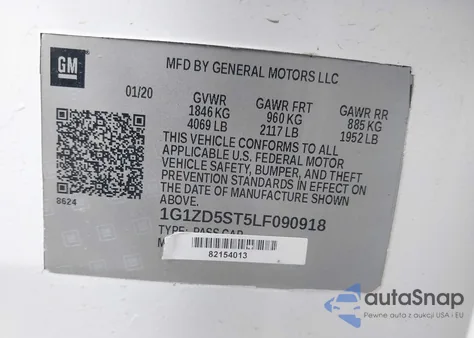 GM
MFD BY GENERAL MOTORS LLC
01/20
GVWR GAWR FRT GAWR RR
1846 KG 960 KG 885 KG
4069 LB 2117 LB 1952 LB
THIS VEHICLE CONFORMS TO ALL
APPLICABLE U.S. FEDERAL MOTOR
VEHICLE SAFETY, BUMPER, AND THEFT
PREVENTION STANDARDS IN EFFECT ON
THE DATE OF MANUFACTURE SHOWN
ABOVE.
8624
1G1ZD5ST5LF090918
TYPE: PASS CAR
82154013
autoSnap
Pewne auta z dostawą z USA i EU